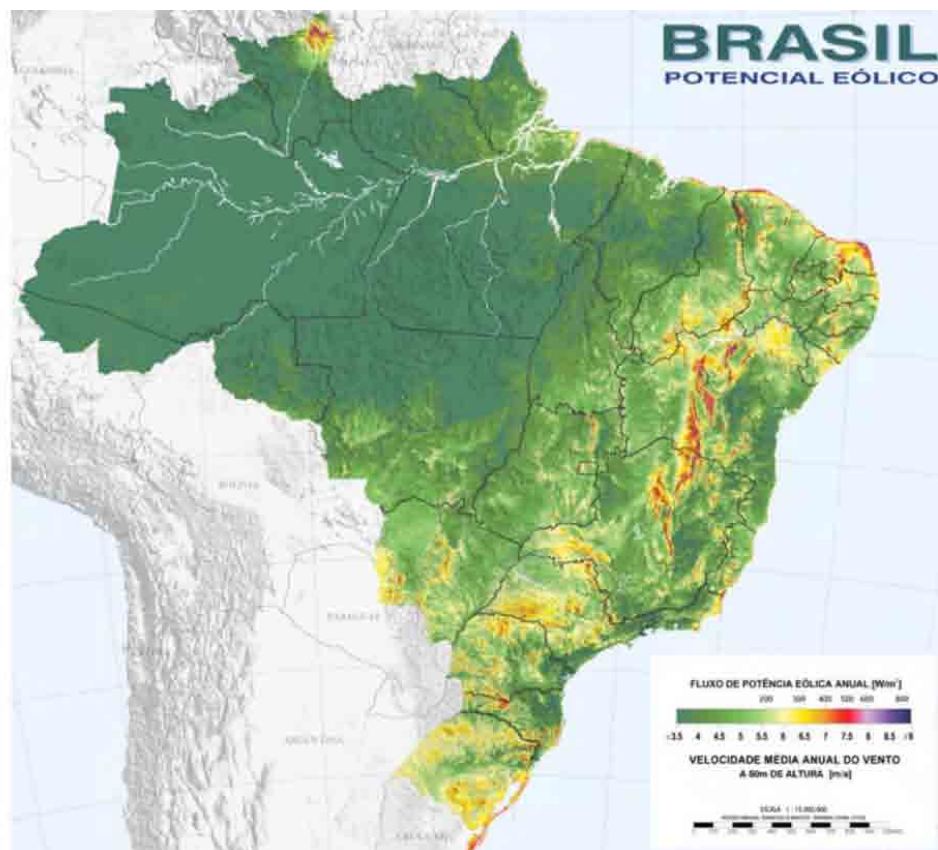 BRASIL
POTENCIAL EÓLICO
BOLIVIA
PARAGUAY
ARGENTINA
FLUXO DE POTÊNCIA EÓLICA ANUAL [W/m²]
200 300 400 500 600 800
<3.5 4 4.5 5 5.5 6 6.5 7 7.5 8 8.5 >9
VELOCIDADE MÉDIA ANUAL DO VENTO
A 50m DE ALTURA [m/s]